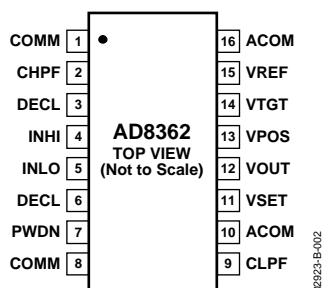 COMM 1 16 ACOM
CHPF 2 15 VREF
DECL 3 14 VTGT
INHI 4 AD8362 13 VPOS
TOP VIEW
INLO 5 (Not to Scale) 12 VOUT
DECL 6 11 VSET
PWDN 7 10 ACOM
COMM 8 9 CLPF
02923-B-002